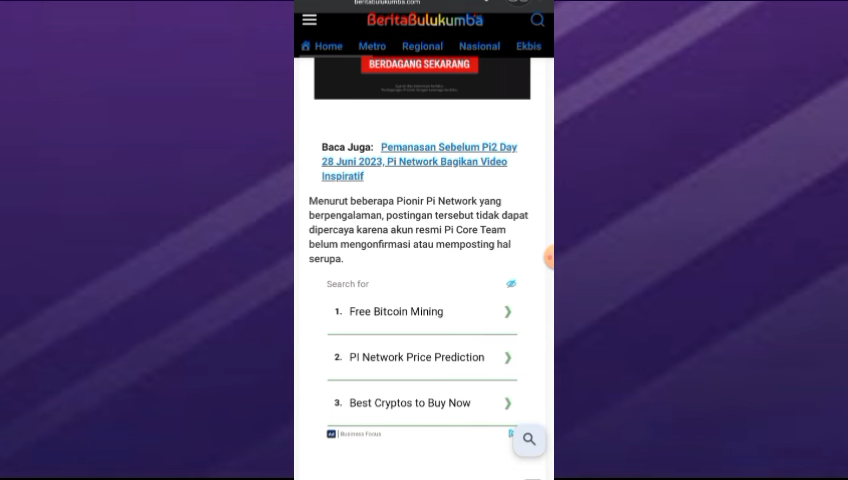 beritabulukumba.com
BeritaBulukumba
Home Metro Regional Nasional Ekbis
BERDAGANG SEKARANG
Baca Juga: Pemanasan Sebelum Pi2 Day
28 Juni 2023, Pi Network Bagikan Video
Inspiratif
Menurut beberapa Pionir Pi Network yang
berpengalaman, postingan tersebut tidak dapat
dipercaya karena akun resmi Pi Core Team
belum mengonfirmasi atau memposting hal
serupa.
Search for
1. Free Bitcoin Mining
2. PI Network Price Prediction
3. Best Cryptos to Buy Now
Ad | Business Focus